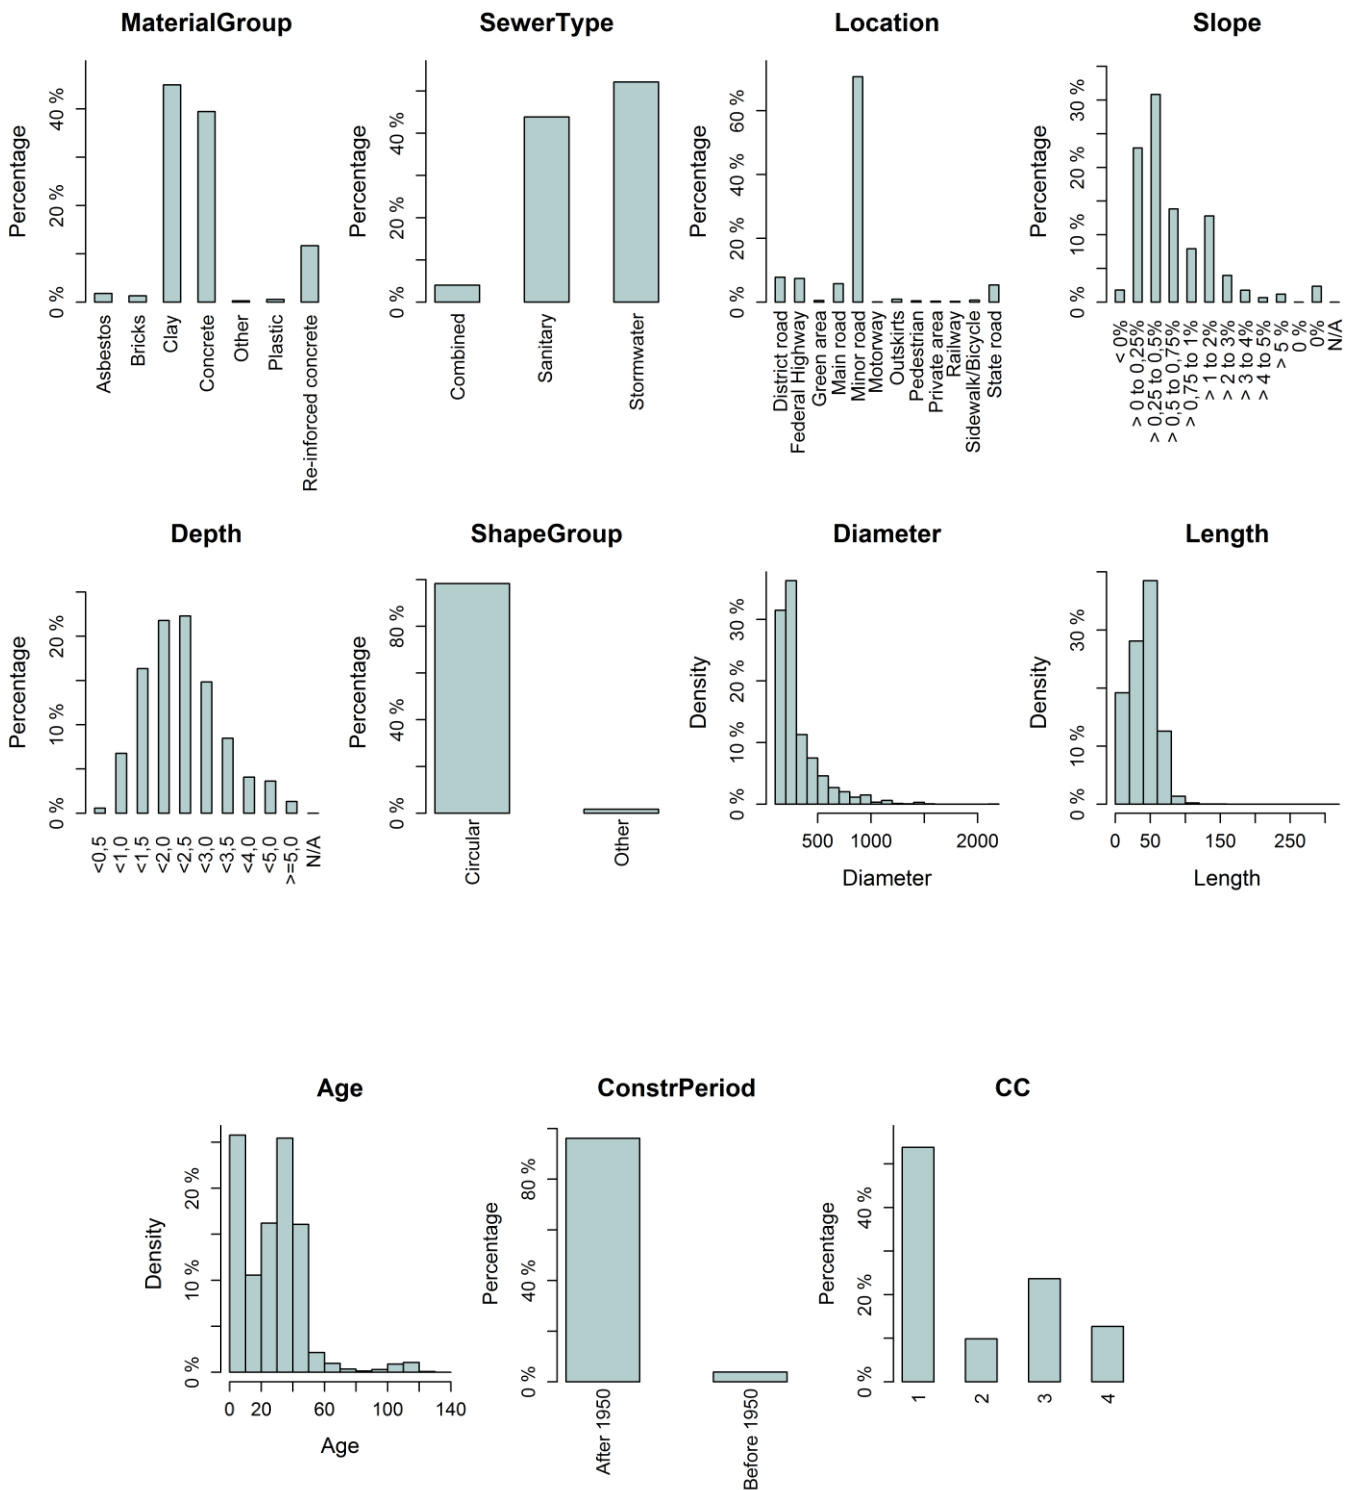 MaterialGroup
Percentage
0 %
20 %
40 %
Asbestos
Bricks
Clay
Concrete
Other
Plastic
Re-inforced concrete
SewerType
Percentage
0 %
20 %
40 %
Combined
Sanitary
Stormwater
Location
Percentage
0 %
20 %
40 %
60 %
District road
Federal Highway
Green area
Main road
Minor road
Motorway
Outskirts
Pedestrian
Private area
Railway
Sidewalk/Bicycle
State road
Slope
Percentage
0 %
10 %
20 %
30 %
< 0%
> 0 to 0,25%
> 0,25 to 0,5%
> 0,5 to 0,75%
> 0,75 to 1%
> 1 to 2%
> 2 to 3%
> 3 to 4%
> 4 to 5%
> 5 %
0 %
0%
N/A
Depth
Percentage
0 %
10 %
20 %
<0,5
<1,0
<1,5
<2,0
<2,5
<3,0
<3,5
<4,0
<5,0
>=5,0
N/A
ShapeGroup
Percentage
0 %
40 %
80 %
Circular
Other
Diameter
Density
0 %
10 %
20 %
30 %
500
1000
2000
Diameter
Length
Density
0 %
10 %
30 %
0
50
150
250
Length
Age
Density
0 %
10 %
20 %
0
20
60
100
140
Age
ConstrPeriod
Percentage
0 %
40 %
80 %
After 1950
Before 1950
CC
Percentage
0 %
20 %
40 %
1
2
3
4